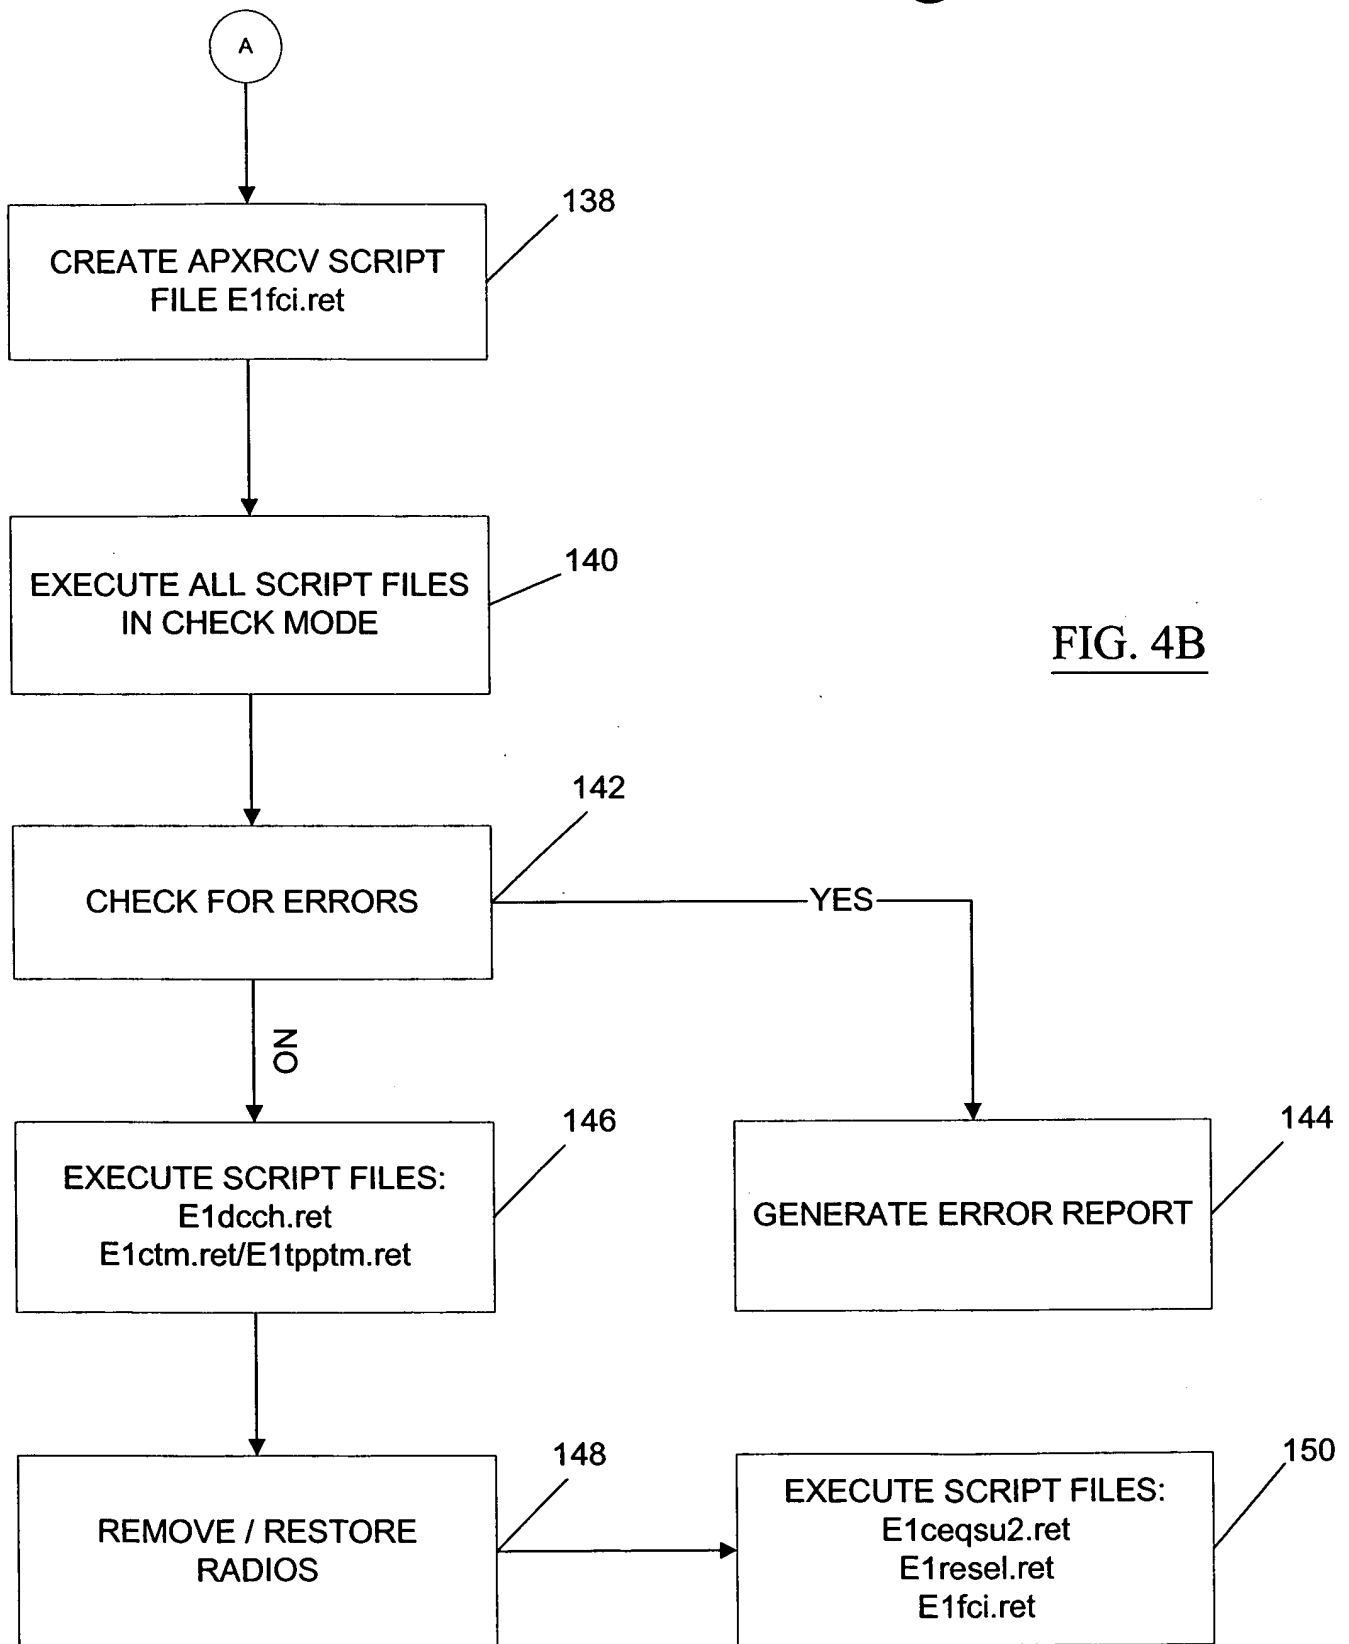 A
138
CREATE APXRCV SCRIPT
FILE E1fci.ret
140
EXECUTE ALL SCRIPT FILES
IN CHECK MODE
FIG. 4B
142
CHECK FOR ERRORS
YES
NO
146
EXECUTE SCRIPT FILES:
E1dcch.ret
E1ctm.ret/E1tpptm.ret
144
GENERATE ERROR REPORT
148
REMOVE / RESTORE
RADIOS
150
EXECUTE SCRIPT FILES:
E1ceqsu2.ret
E1resel.ret
E1fci.ret